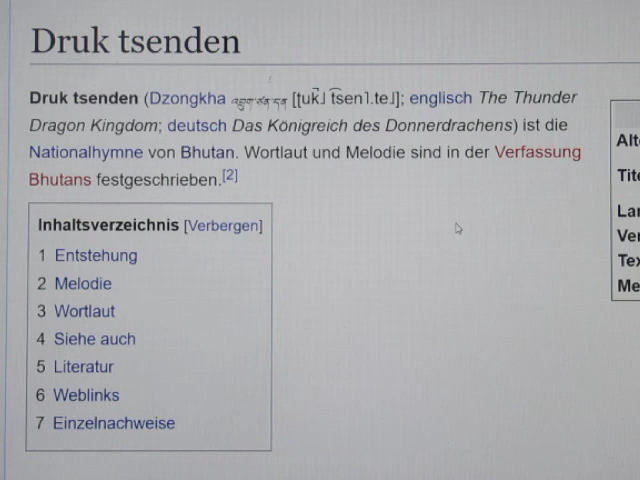 Druk tsenden
Druk tsenden (Dzongkha [ʈuk̚˩ t͡sen˥.te˩]; englisch The Thunder
Dragon Kingdom; deutsch Das Königreich des Donnerdrachens) ist die
Nationalhymne von Bhutan. Wortlaut und Melodie sind in der Verfassung
Bhutans festgeschrieben.[2]
Inhaltsverzeichnis [Verbergen]
1 Entstehung
2 Melodie
3 Wortlaut
4 Siehe auch
5 Literatur
6 Weblinks
7 Einzelnachweise